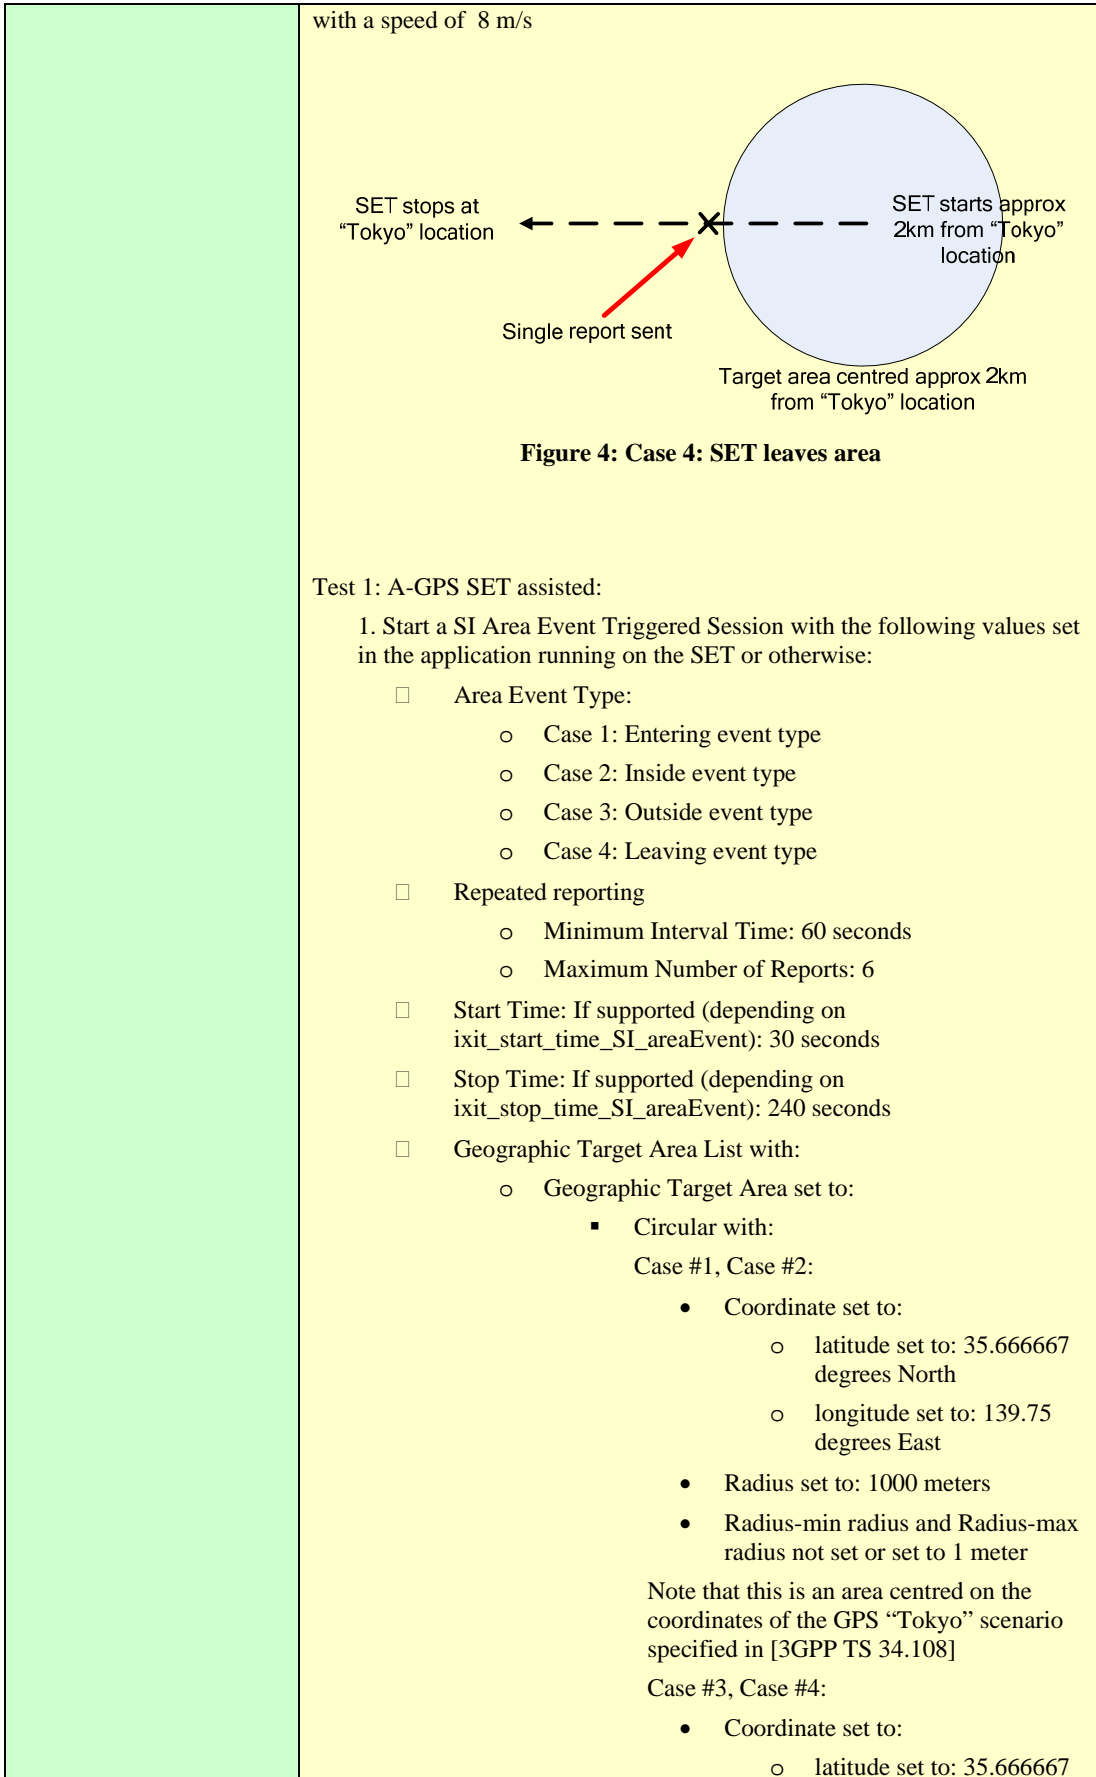 with a speed of  8 m/s
SET stops at
“Tokyo” location
SET starts approx
2km from “Tokyo”
location
Single report sent
Target area centred approx 2km
from “Tokyo” location
Figure 4: Case 4: SET leaves area
Test 1: A-GPS SET assisted:
1. Start a SI Area Event Triggered Session with the following values set
in the application running on the SET or otherwise:
Area Event Type:
o Case 1: Entering event type
o Case 2: Inside event type
o Case 3: Outside event type
o Case 4: Leaving event type
Repeated reporting
o Minimum Interval Time: 60 seconds
o Maximum Number of Reports: 6
Start Time: If supported (depending on
ixit_start_time_SI_areaEvent): 30 seconds
Stop Time: If supported (depending on
ixit_stop_time_SI_areaEvent): 240 seconds
Geographic Target Area List with:
o Geographic Target Area set to:
▪ Circular with:
Case #1, Case #2:
• Coordinate set to:
o latitude set to: 35.666667
degrees North
o longitude set to: 139.75
degrees East
• Radius set to: 1000 meters
• Radius-min radius and Radius-max
radius not set or set to 1 meter
Note that this is an area centred on the
coordinates of the GPS “Tokyo” scenario
specified in [3GPP TS 34.108]
Case #3, Case #4:
• Coordinate set to:
o latitude set to: 35.666667